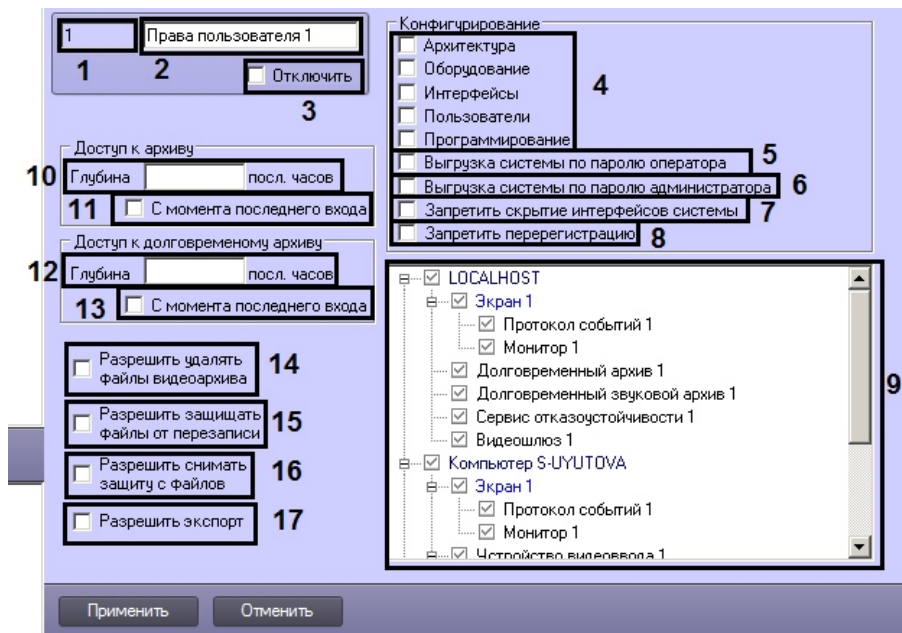 1 Права пользователя 1
1 2
Отключить
3
Доступ к архиву
10 Глубина посл. часов
11 С момента последнего входа
Доступ к долговременому архиву
12 Глубина посл. часов
13 С момента последнего входа
Разрешить удалять
файлы видеоархива
14
Разрешить защищать
файлы от перезаписи
15
Разрешить снимать
защиту с файлов
16
Разрешить экспорт 17
Конфигурирование
Архитектура
Оборудование
Интерфейсы
Пользователи
Программирование
4
Выгрузка системы по паролю оператора 5
Выгрузка системы по паролю администратора 6
Запретить скрытие интерфейсов системы 7
Запретить перерегистрацию 8
LOCALHOST
Экран 1
Протокол событий 1
Монитор 1
Долговременный архив 1
Долговременный звуковой архив 1
Сервис отказоустойчивости 1
Видеошлюз 1
Компьютер S-UYUTOVA
Экран 1
Протокол событий 1
Монитор 1
Устройство видеоввода 1
9
Применить Отменить